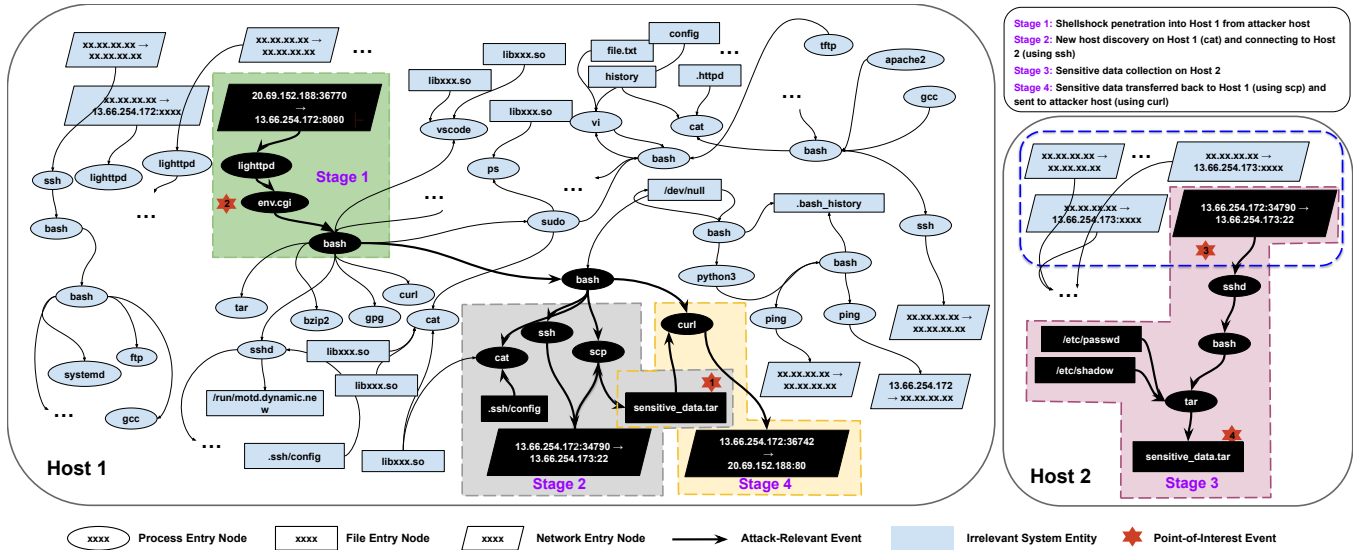 xx.xx.xx.xx →
xx.xx.xx.xx
xx.xx.xx.xx →
xx.xx.xx.xx
...
xx.xx.xx.xx →
13.66.254.172:xxxx
20.69.152.188:36770
→
13.66.254.172:8080
ssh
lighttpd
lighttpd
...
lighttpd
Stage 1
2
env.cgi
bash
bash
bash
systemd
ftp
...
gcc
libxxx.so
libxxx.so
vscode
libxxx.so
ps
...
sudo
...
file.txt
config
history
.httpd
vi
cat
bash
tftp
apache2
gcc
...
bash
/dev/null
.bash_history
bash
python3
bash
ssh
ping
ping
xx.xx.xx.xx →
xx.xx.xx.xx
xx.xx.xx.xx →
xx.xx.xx.xx
13.66.254.172
→ xx.xx.xx.xx
tar
bzip2
gpg
curl
cat
sshd
libxxx.so
libxxx.so
/run/motd.dynamic.ne
w
...
.ssh/config
libxxx.so
bash
ssh
scp
cat
curl
1
.ssh/config
sensitive_data.tar
13.66.254.172:34790 →
13.66.254.173:22
Stage 2
13.66.254.172:36742
→
20.69.152.188:80
Stage 4
Host 1
Stage 1: Shellshock penetration into Host 1 from attacker host
Stage 2: New host discovery on Host 1 (cat) and connecting to Host
2 (using ssh)
Stage 3: Sensitive data collection on Host 2
Stage 4: Sensitive data transferred back to Host 1 (using scp) and
sent to attacker host (using curl)
xx.xx.xx.xx →
xx.xx.xx.xx
...
xx.xx.xx.xx →
13.66.254.173:xxxx
xx.xx.xx.xx →
13.66.254.173:xxxx
13.66.254.172:34790 →
13.66.254.173:22
3
...
sshd
bash
/etc/passwd
/etc/shadow
tar
4
sensitive_data.tar
Stage 3
Host 2
xxxx
Process Entry Node
xxxx
File Entry Node
xxxx
Network Entry Node
Attack-Relevant Event
Irrelevant System Entity
Point-of-Interest Event